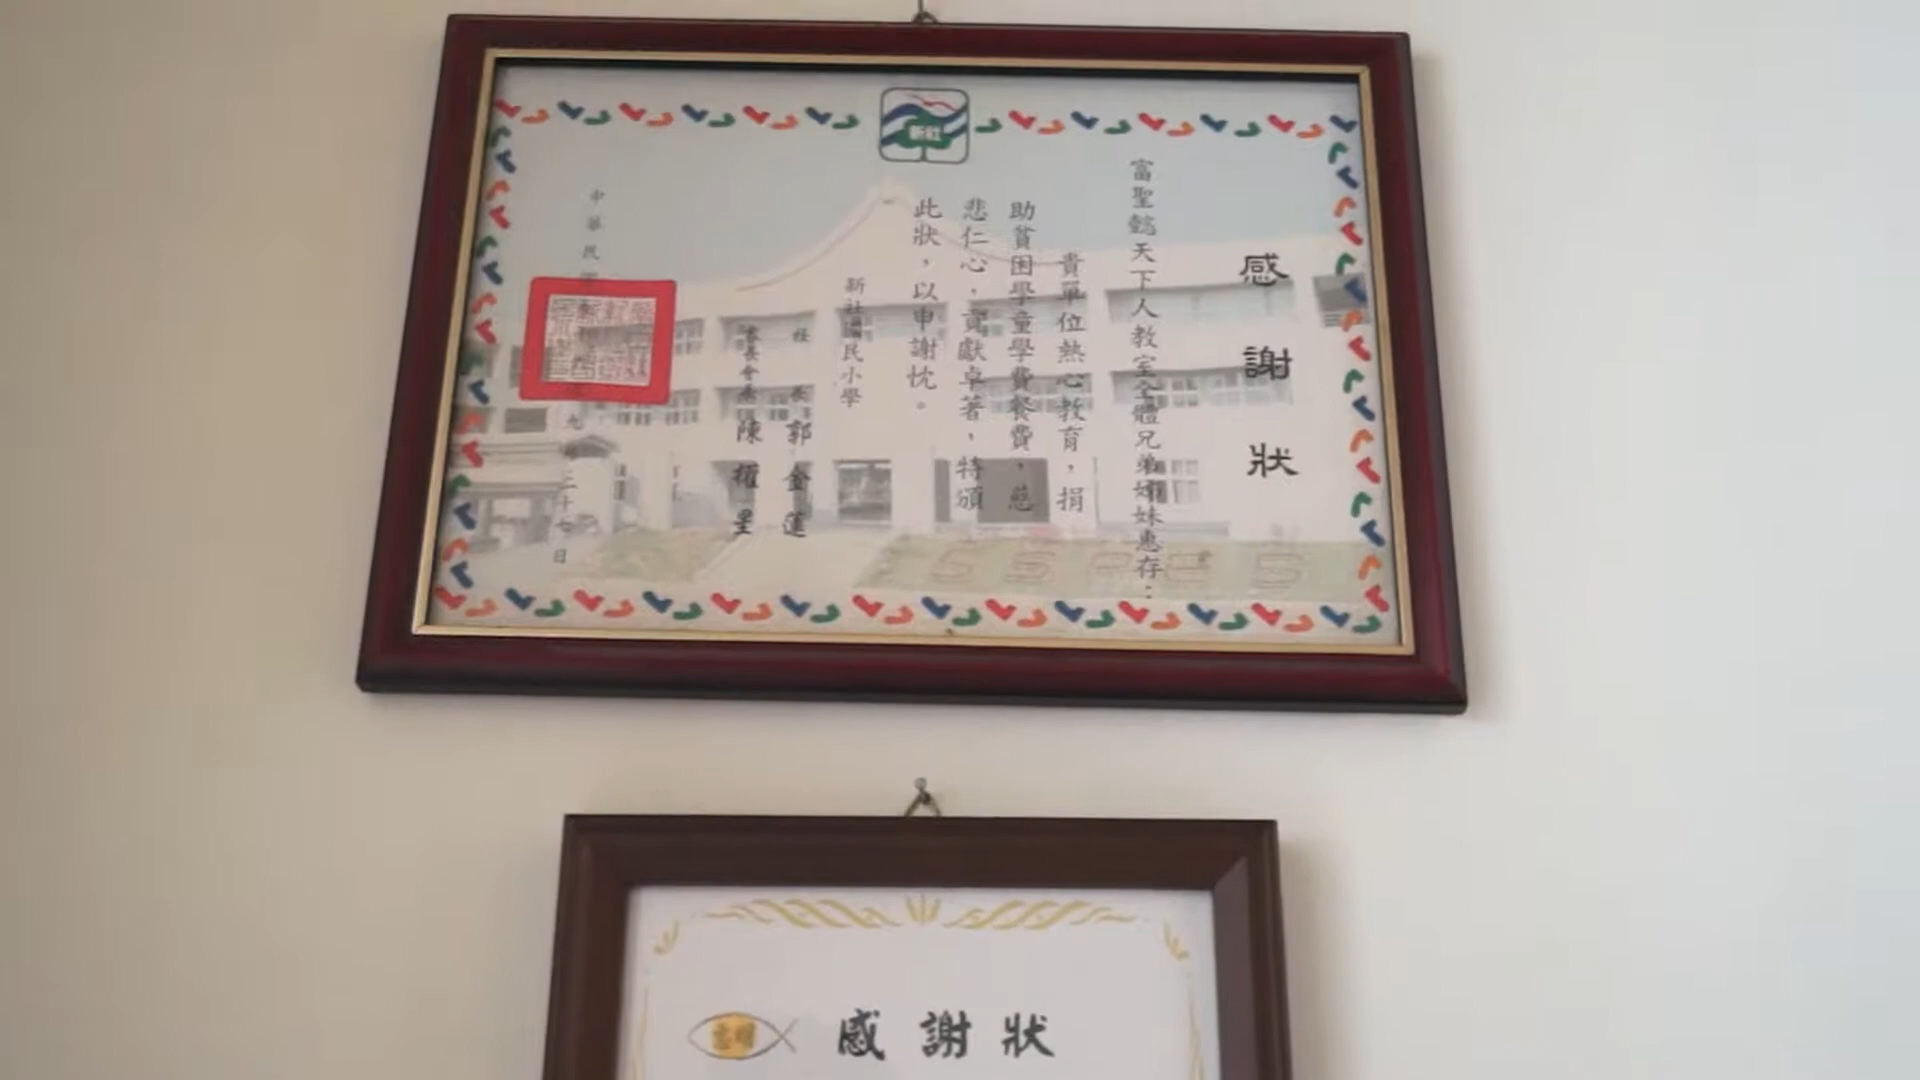 新社
感謝狀
富聖懿天下人教室全體兄弟姊妹惠存：
貴單位熱心教育，捐
助貧困學童學費餐費，慈
悲仁心，貢獻卓著，特頒
此狀，以申謝忱。
新社國民小學
校長 郭金蓮
家長會長 陳
中華民國
九月二十七日
SSPES
感謝狀